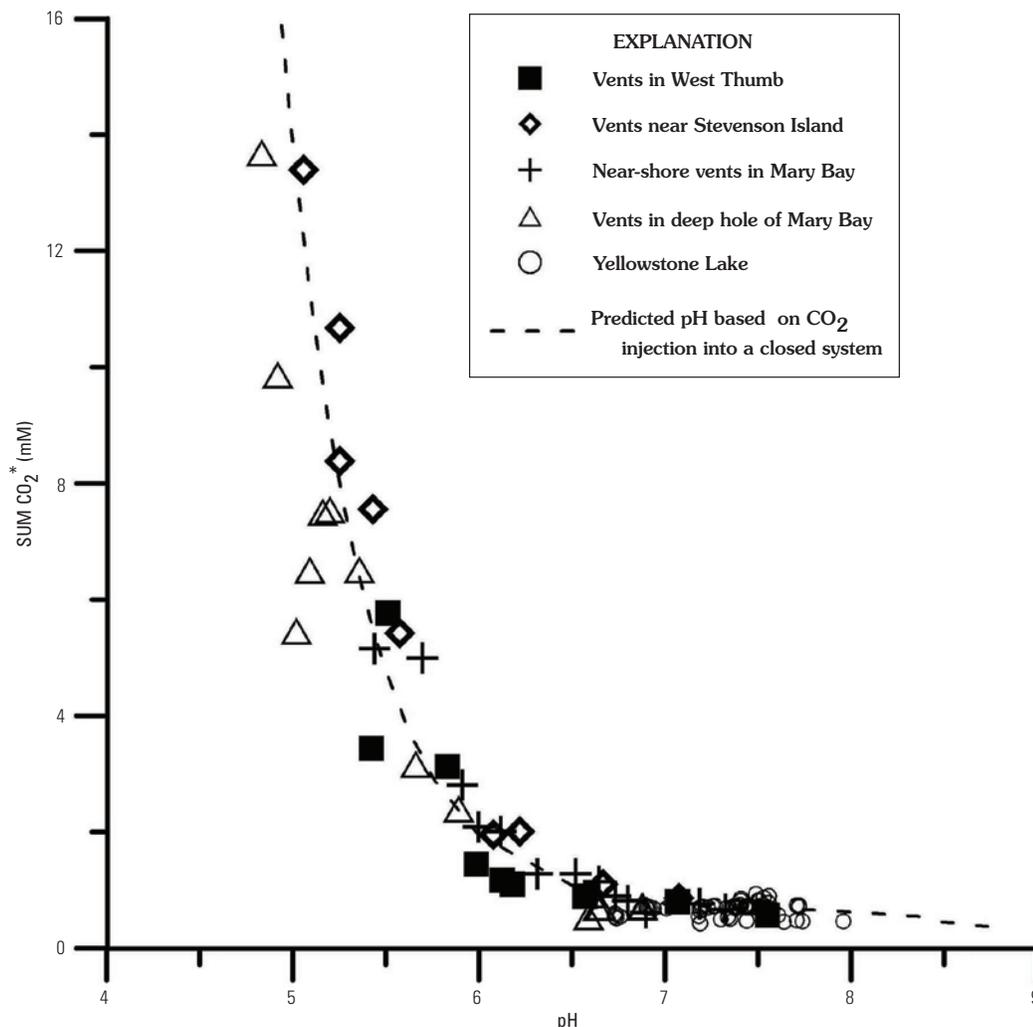 16
EXPLANATION
Vents in West Thumb
Vents near Stevenson Island
Near-shore vents in Mary Bay
Vents in deep hole of Mary Bay
Yellowstone Lake
Predicted pH based on CO2
injection into a closed system
12
SUM CO2* (mM)
8
4
0
4 5 6 7 8 9
pH